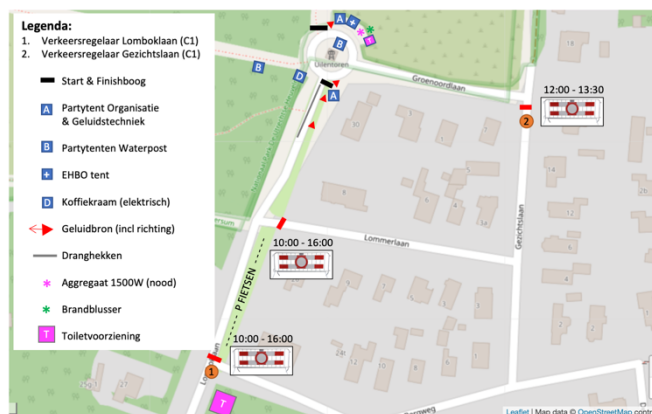 Legenda:
1. Verkeersregelaar Lomboklaan (C1)
2. Verkeersregelaar Gezichtslaan (C1)
Start & Finishboog
A Partytent Organisatie
& Geluidstechniek
B Partytenten Waterpost
EHBO tent
D Koffiekraam (elektrisch)
Geluidbron (incl richting)
Dranghekken
Aggregaat 1500W (nood)
Brandblusser
T Toiletvoorziening
A
T
B
B
D
A
Groenoordlaan
12:00 - 13:30
2
Lommerlaan
Gezichtslaan
10:00 - 16:00
P FIETSEN
10:00 - 16:00
1
T
Leaflet | Map data © OpenStreetMap